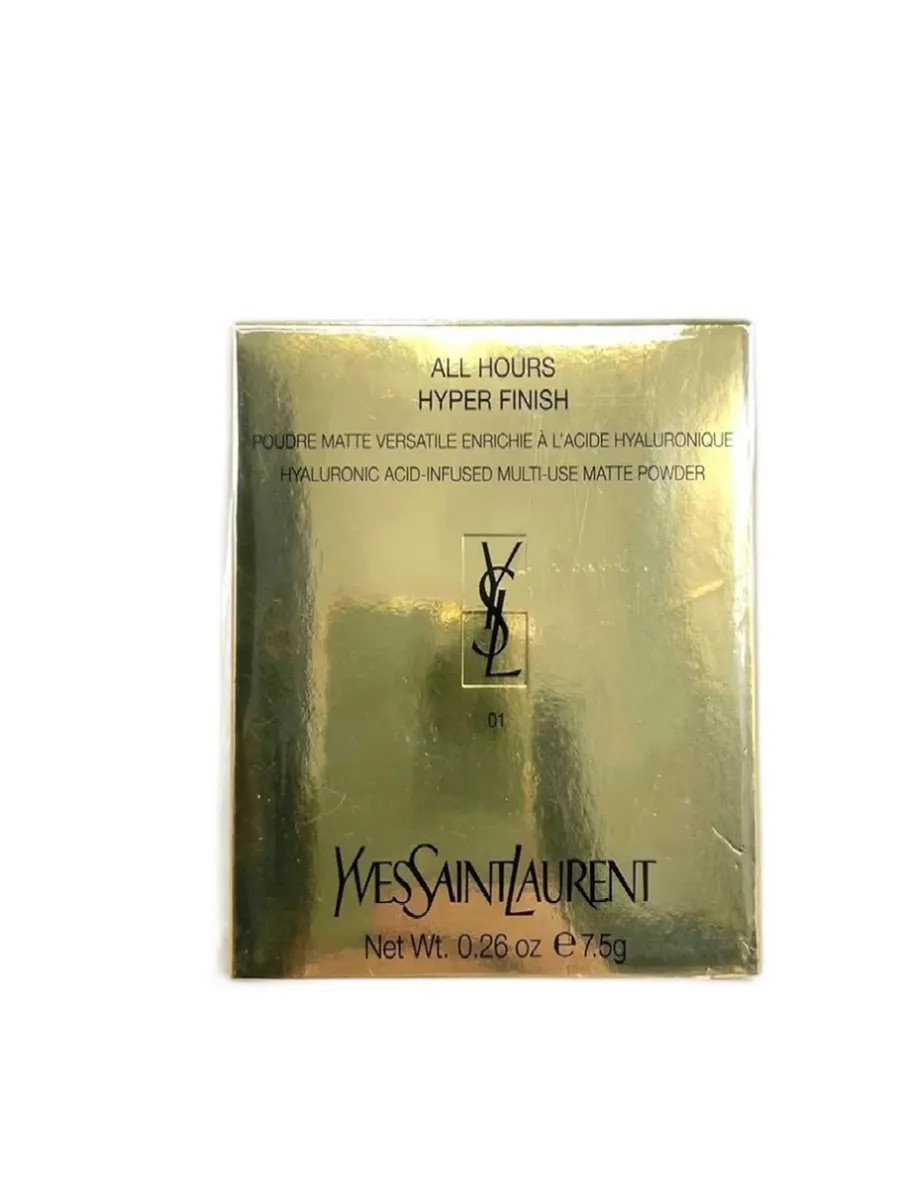 ALL HOURS
HYPER FINISH
POUDRE MATTE VERSATILE ENRICHIE À L'ACIDE HYALURONIQUE
HYALURONIC ACID-INFUSED MULTI-USE MATTE POWDER
YSL
01
YVESSAINTLAURENT
Net Wt. 0.26 oz ℮ 7.5g